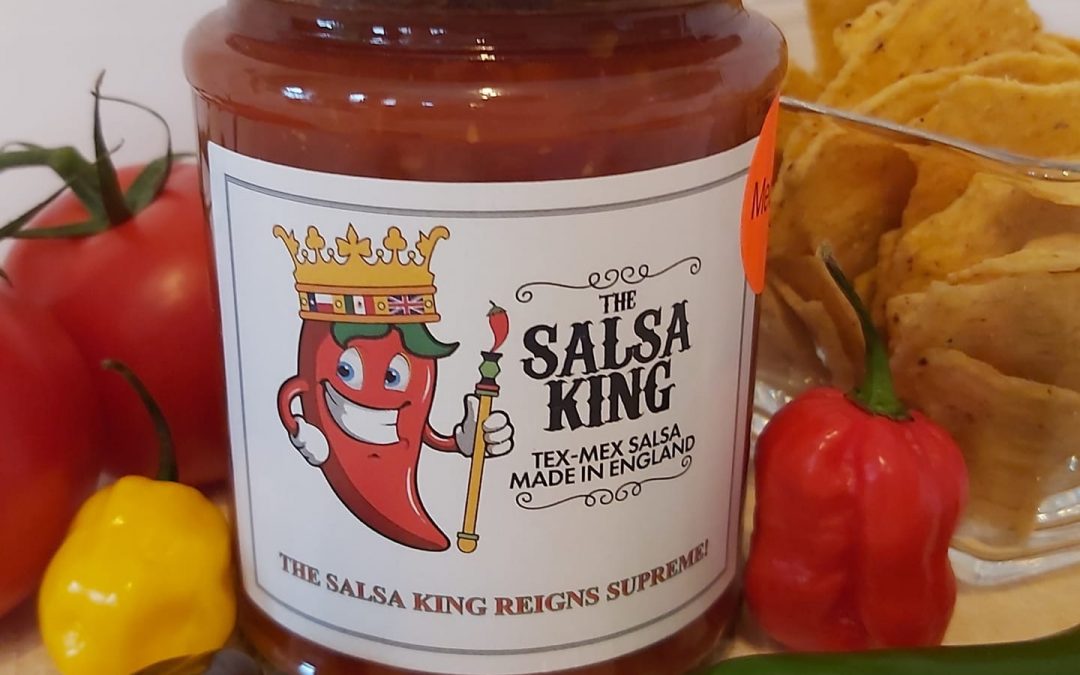 THE
SALSA
KING
TEX-MEX SALSA
MADE IN ENGLAND
THE SALSA KING REIGNS SUPREME!